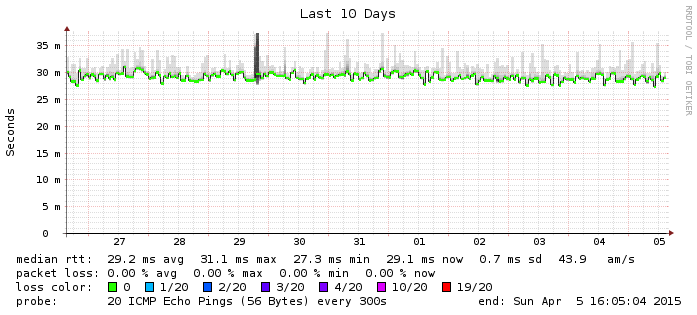 Last 10 Days
RRDTOOL / TOBI OETIKER
Seconds
35 m
30 m
25 m
20 m
15 m
10 m
5 m
0
27 28 29 30 31 01 02 03 04 05
median rtt: 29.2 ms avg 31.1 ms max 27.3 ms min 29.1 ms now 0.7 ms sd 43.9 am/s
packet loss: 0.00 % avg 0.00 % max 0.00 % min 0.00 % now
loss color: 0 1/20 2/20 3/20 4/20 10/20 19/20
probe: 20 ICMP Echo Pings (56 Bytes) every 300s end: Sun Apr 5 16:05:04 2015